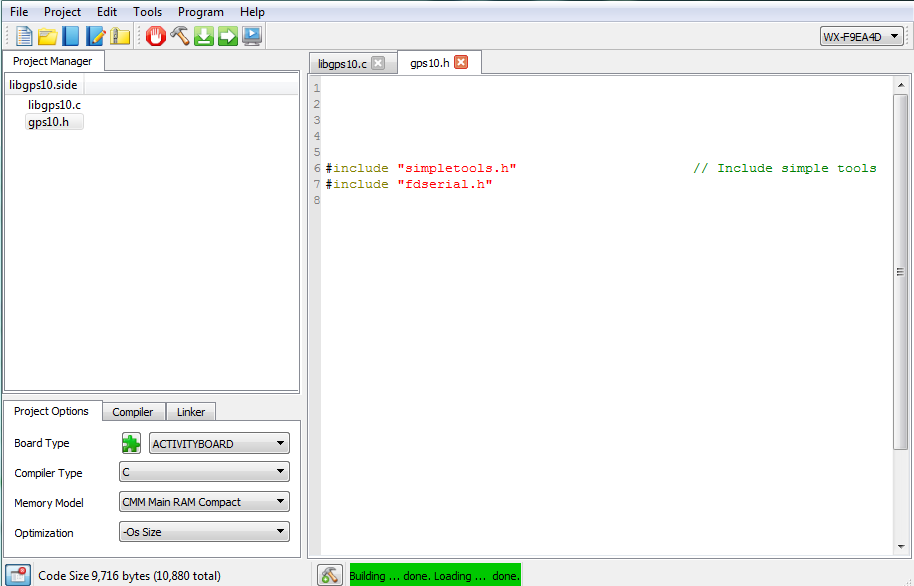 File Project Edit Tools Program Help
WX-F9EA4D
Project Manager
libgps10.side
libgps10.c
gps10.h
libgps10.c gps10.h
1
2
3
4
5
6 #include "simpletools.h" // Include simple tools
7 #include "fdserial.h"
8
Project Options Compiler Linker
Board Type ACTIVITYBOARD
Compiler Type C
Memory Model CMM Main RAM Compact
Optimization -Os Size
Code Size 9,716 bytes (10,880 total)
Building ... done. Loading ... done.